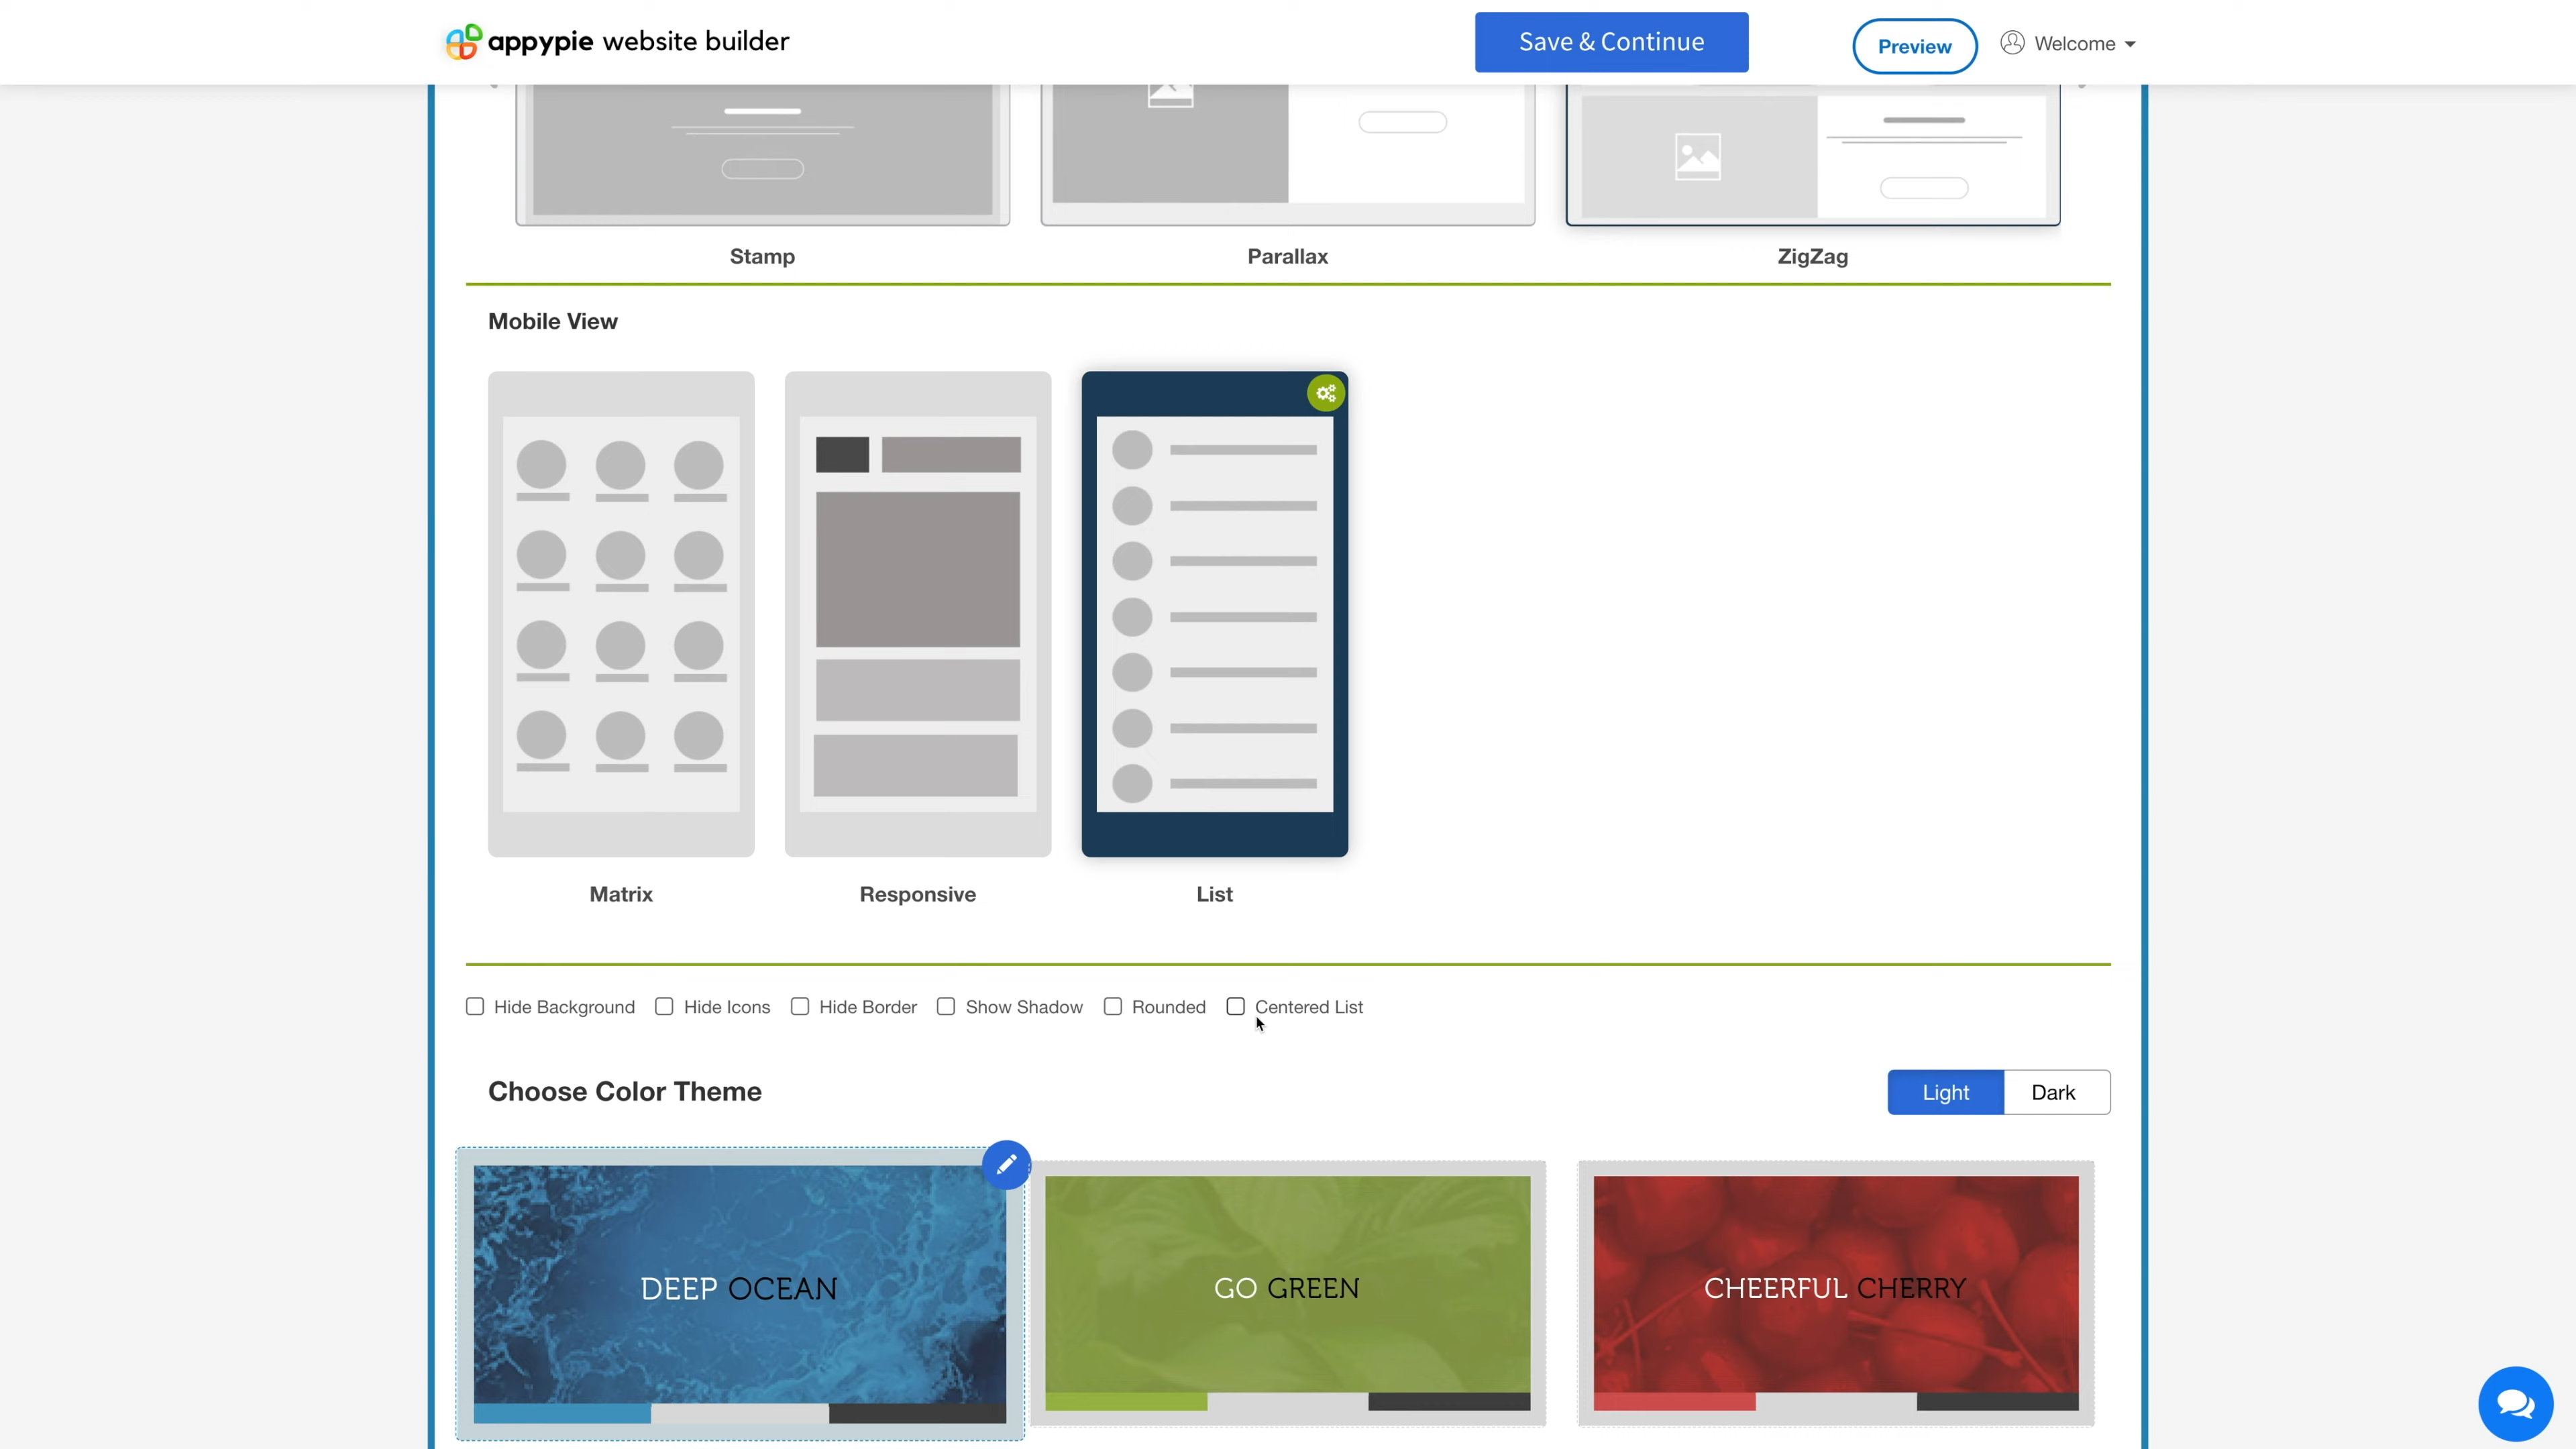 appypie website builder
Save & Continue
Preview
Welcome
Stamp
Parallax
ZigZag
Mobile View
Matrix
Responsive
List
Hide Background
Hide Icons
Hide Border
Show Shadow
Rounded
Centered List
Choose Color Theme
Light
Dark
DEEP OCEAN
GO GREEN
CHEERFUL CHERRY